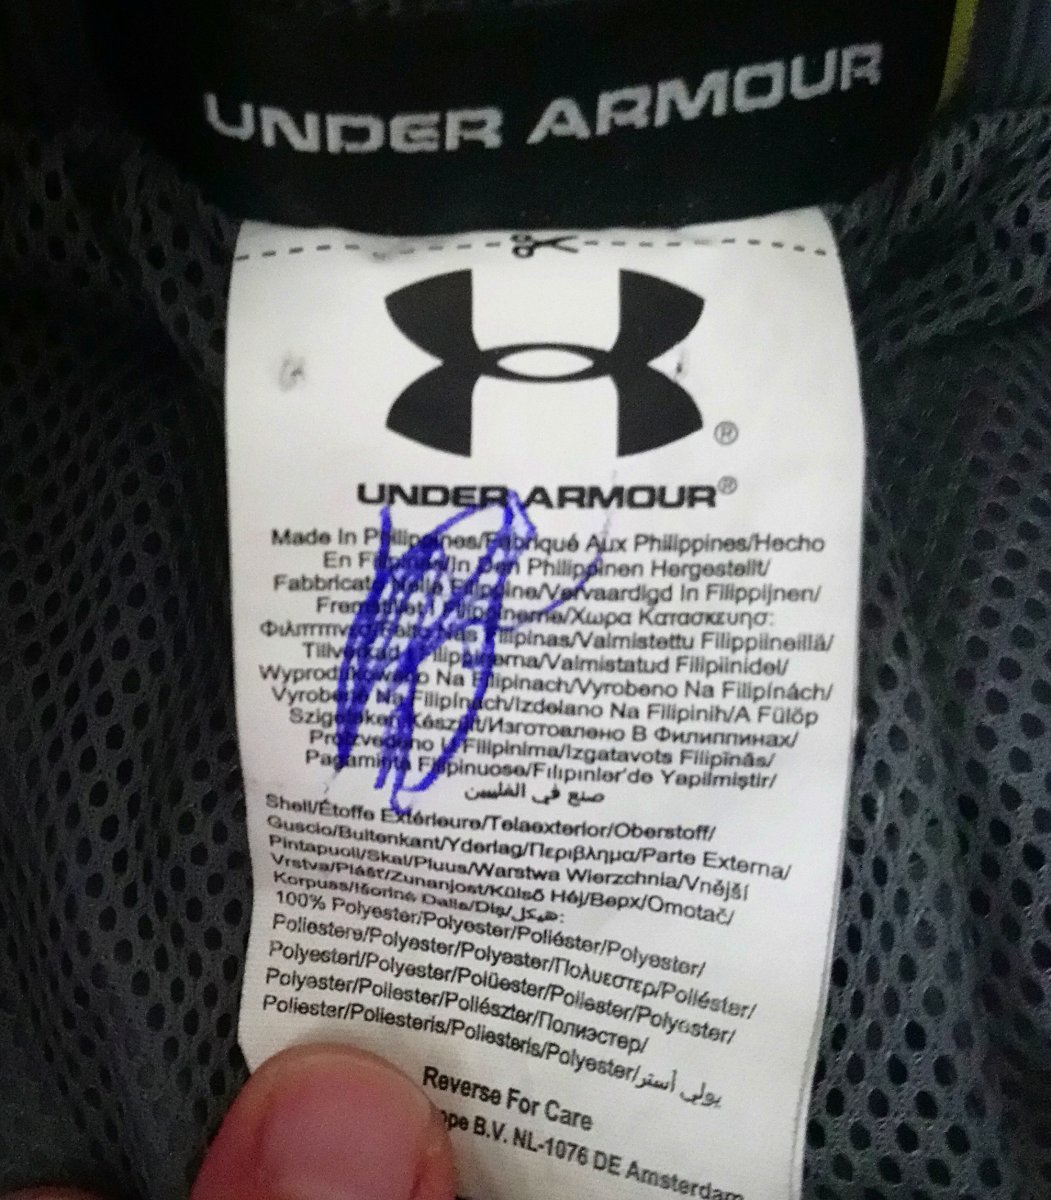 UNDER ARMOUR
®
UNDER ARMOUR®
Made In Philippines/Fabriqué Aux Philippines/Hecho
En Filipinas/In Den Philippinen Hergestellt/
Fabbricato Nelle Filippine/Vervaardigd In Filippijnen/
Fremstillet I Filippinerne/Χωρα Κατασκευησ:
Φιλιππινεσ/Feito Nas Filipinas/Valmistettu Filippiineillä/
Tillverkad Filippinerna/Valmistatud Filipiinidel/
Wyprodukowano Na Filipinach/Vyrobeno Na Filipínách/
Vyrobené Na Filipínach/Izdelano Na Filipinih/A Fülöp
Szigeteken Készült/Изготовлено В Филиппинах/
Proizvedeno U Filipinima/Izgatavots Filipīnās/
Pagaminta Filipinuose/Filipinler'de Yapilmiştir/
صنع في الفلبين
Shell/Étoffe Extérieure/Telaexterior/Oberstoff/
Guscio/Buitenkant/Yderlag/Περιβλημα/Parte Externa/
Pintapuoli/Skal/Pluus/Warstwa Wierzchnia/Vnější
Vrstva/Plášť/Zunanjost/Külső Héj/Верх/Omotač/
Korpuss/Išorinė Dalis/Diş/هيكل:
100% Polyester/Polyester/Poliéster/Polyester/
Poliestere/Polyester/Polyester/Πολυεστερ/Poliéster/
Polyesteri/Polyester/Polüester/Poliester/Polyester/
Polyester/Poliester/Poliészter/Полиэстер/
Poliester/Poliesteris/Poliesteris/Polyester/بولي أستر
Reverse For Care
B.V. NL-1076 DE Amsterdam